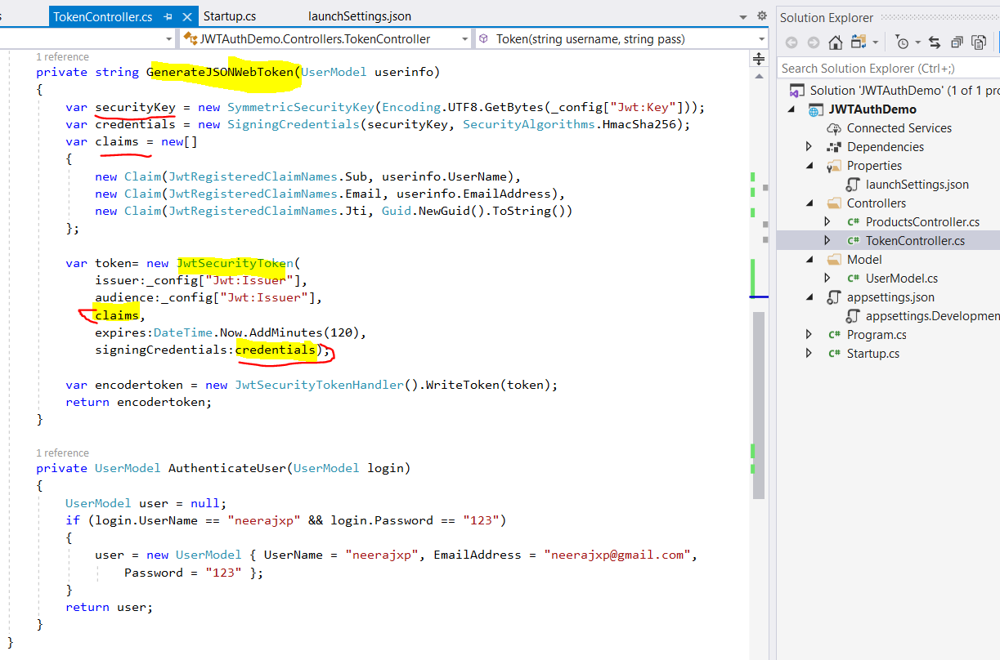 TokenController.cs
Startup.cs
launchSettings.json
JWTAuthDemo.Controllers.TokenController
Token(string username, string pass)
1 reference
private string GenerateJSONWebToken(UserModel userinfo)
{
var securityKey = new SymmetricSecurityKey(Encoding.UTF8.GetBytes(_config["Jwt:Key"]));
var credentials = new SigningCredentials(securityKey, SecurityAlgorithms.HmacSha256);
var claims = new[]
{
new Claim(JwtRegisteredClaimNames.Sub, userinfo.UserName),
new Claim(JwtRegisteredClaimNames.Email, userinfo.EmailAddress),
new Claim(JwtRegisteredClaimNames.Jti, Guid.NewGuid().ToString())
};
var token= new JwtSecurityToken(
issuer:_config["Jwt:Issuer"],
audience:_config["Jwt:Issuer"],
claims,
expires:DateTime.Now.AddMinutes(120),
signingCredentials:credentials);
var encodertoken = new JwtSecurityTokenHandler().WriteToken(token);
return encodertoken;
}
1 reference
private UserModel AuthenticateUser(UserModel login)
{
UserModel user = null;
if (login.UserName == "neerajxp" && login.Password == "123")
{
user = new UserModel { UserName = "neerajxp", EmailAddress = "neerajxp@gmail.com",
Password = "123" };
}
return user;
}
}
Solution Explorer
Search Solution Explorer (Ctrl+;)
Solution 'JWTAuthDemo' (1 of 1 pro
JWTAuthDemo
Connected Services
Dependencies
Properties
launchSettings.json
Controllers
C# ProductsController.cs
C# TokenController.cs
Model
C# UserModel.cs
appsettings.json
appsettings.Developmen
C# Program.cs
C# Startup.cs